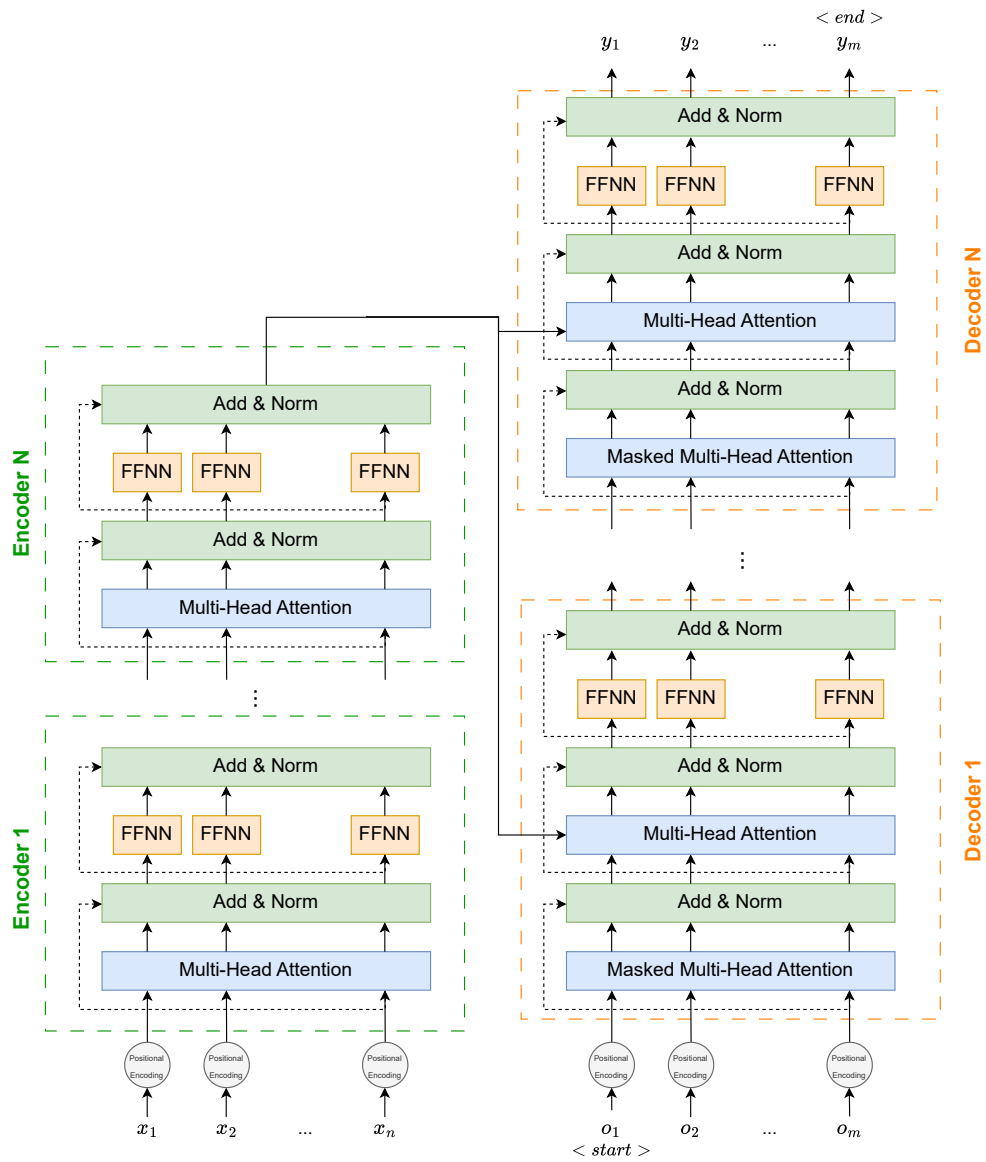 < end >
y₁ y₂ ... yₘ
Add & Norm
FFNN FFNN FFNN
Add & Norm
Multi-Head Attention
Add & Norm
Masked Multi-Head Attention
Decoder N
⋮
Add & Norm
FFNN FFNN FFNN
Add & Norm
Multi-Head Attention
Add & Norm
Masked Multi-Head Attention
Decoder 1
Positional Encoding
Positional Encoding
Positional Encoding
o₁ o₂ ... oₘ
< start >
Encoder N
Add & Norm
FFNN FFNN FFNN
Add & Norm
Multi-Head Attention
⋮
Encoder 1
Add & Norm
FFNN FFNN FFNN
Add & Norm
Multi-Head Attention
Positional Encoding
Positional Encoding
Positional Encoding
x₁ x₂ ... xₙ